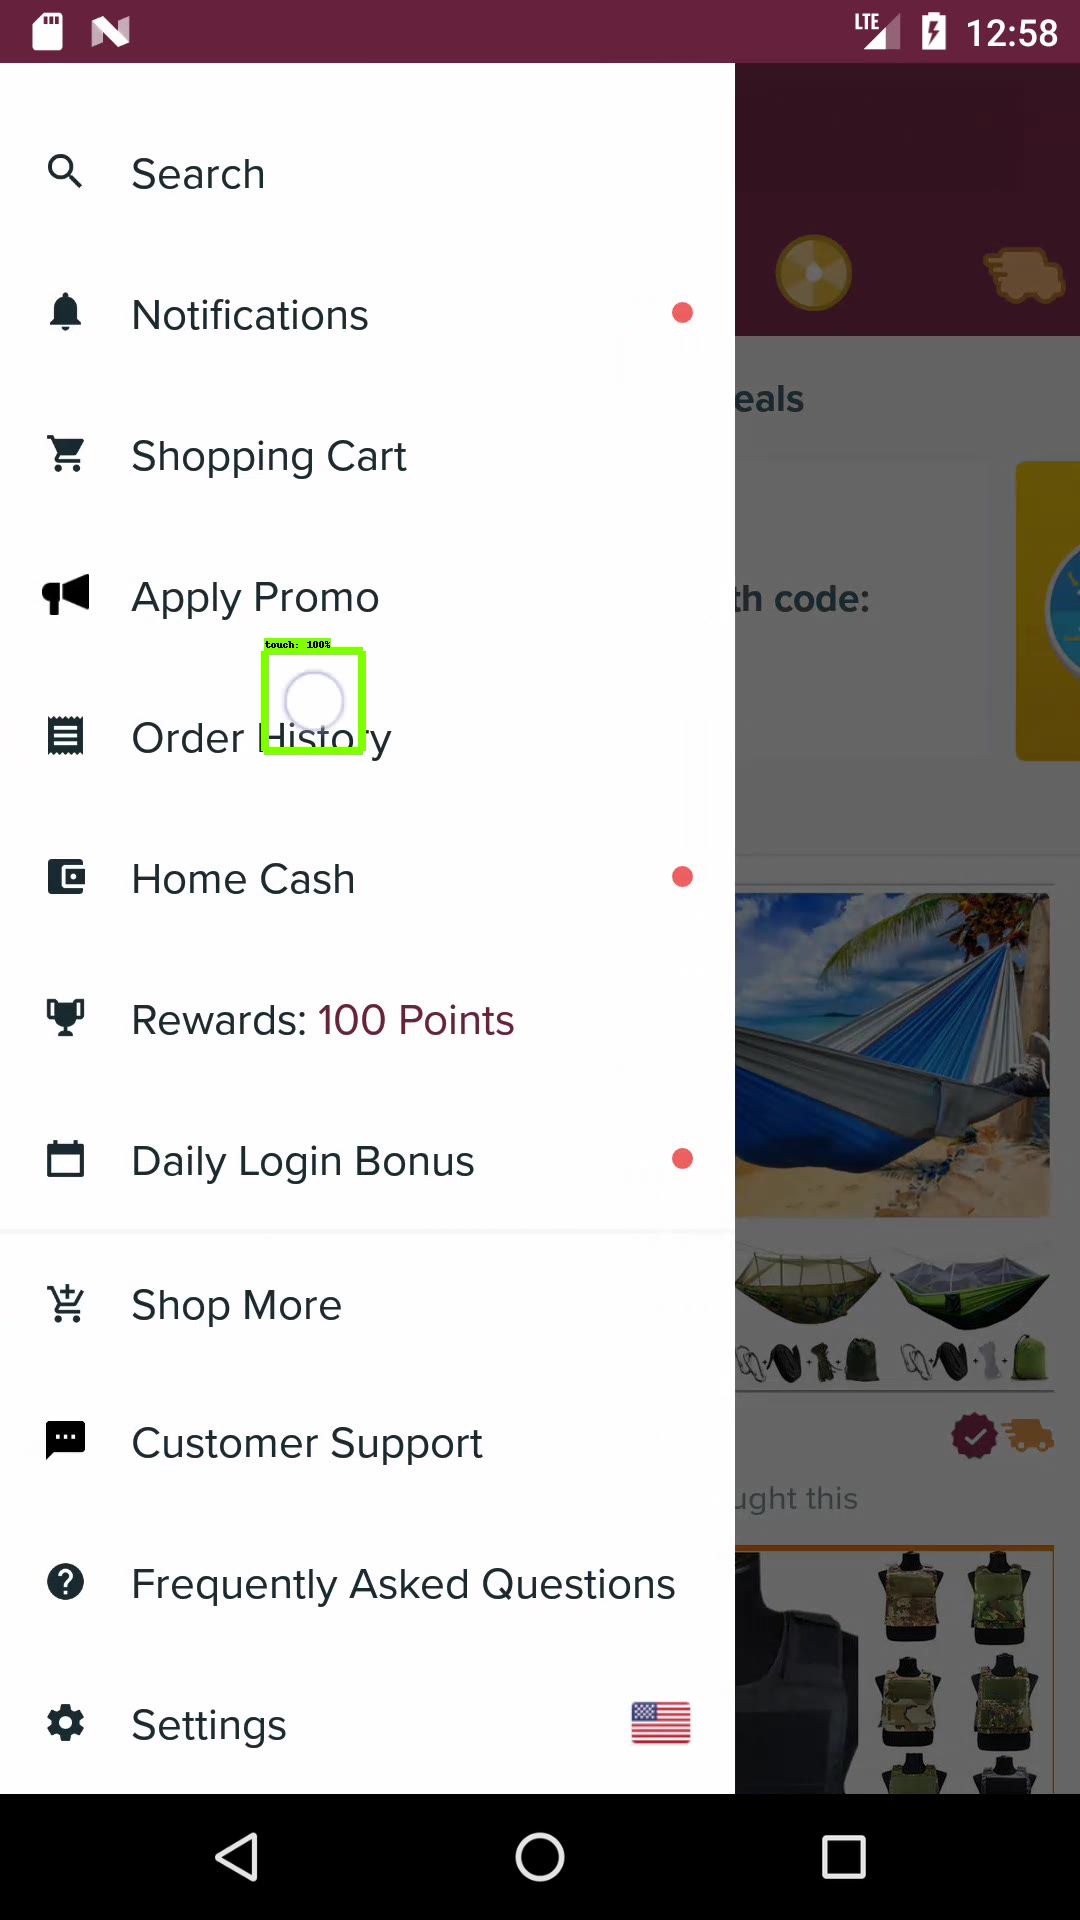 LTE 12:58
Search
Notifications
Shopping Cart
eals
Apply Promo
th code:
touch: 100%
Order History
Home Cash
Rewards: 100 Points
Daily Login Bonus
Shop More
Customer Support
ught this
Frequently Asked Questions
Settings